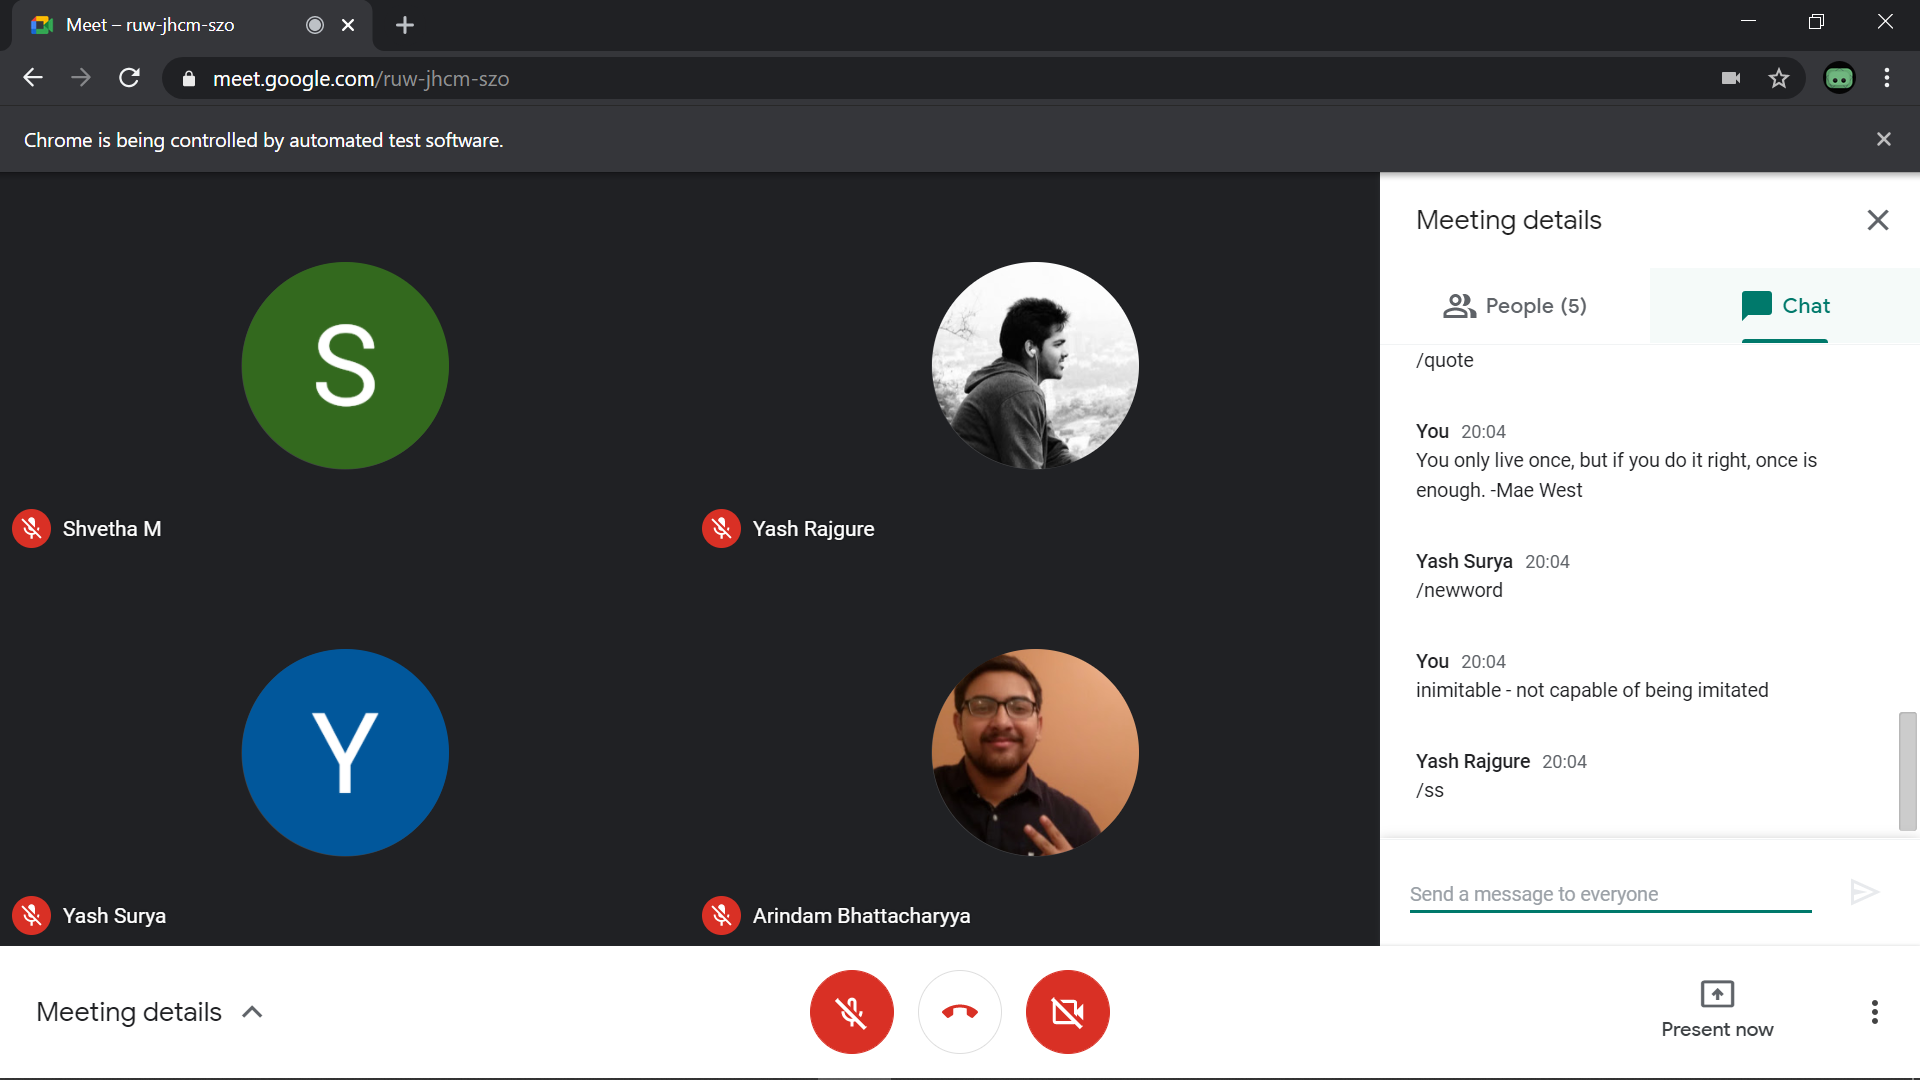 Meet – ruw-jhcm-szo
meet.google.com/ruw-jhcm-szo
Chrome is being controlled by automated test software.
S
Shvetha M
Yash Rajgure
Y
Yash Surya
Arindam Bhattacharyya
Meeting details
People (5)
Chat
/quote
You 20:04
You only live once, but if you do it right, once is
enough. -Mae West
Yash Surya 20:04
/newword
You 20:04
inimitable - not capable of being imitated
Yash Rajgure 20:04
/ss
Send a message to everyone
Meeting details
Present now